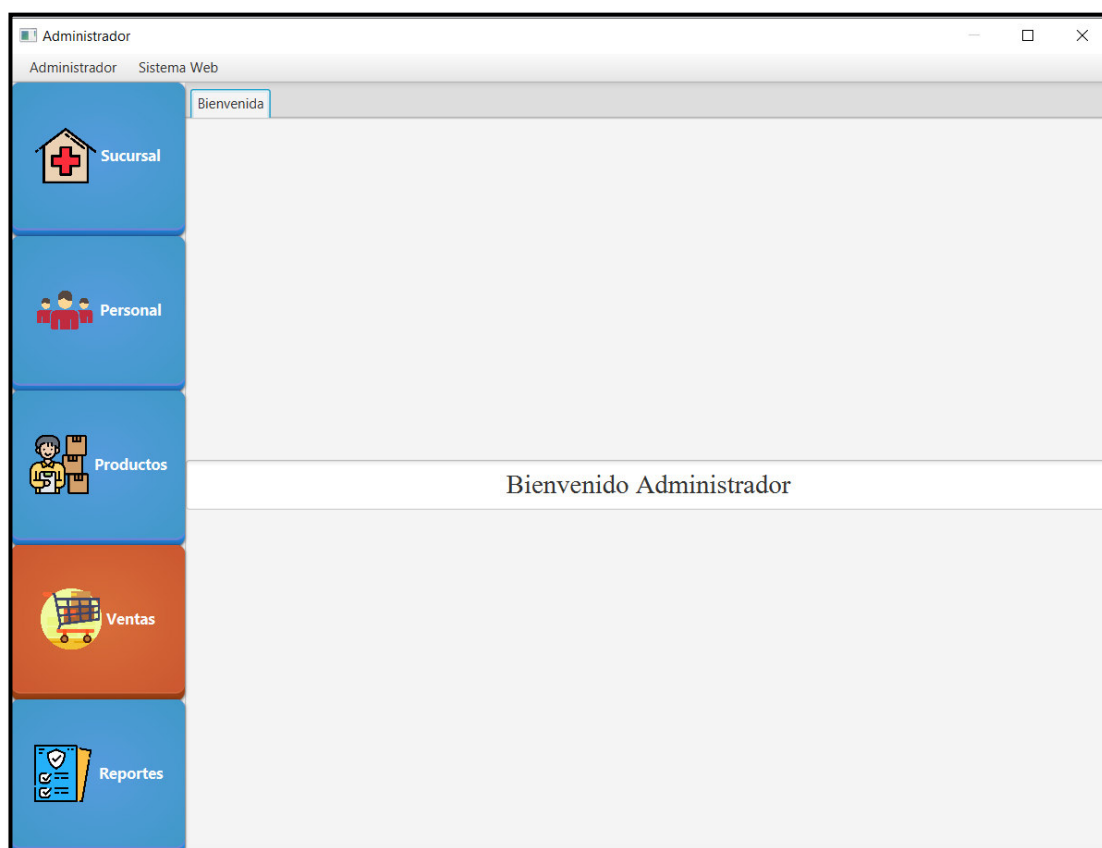 Administrador
Administrador Sistema Web
Bienvenida
Sucursal
Personal
Productos
Bienvenido Administrador
Ventas
Reportes